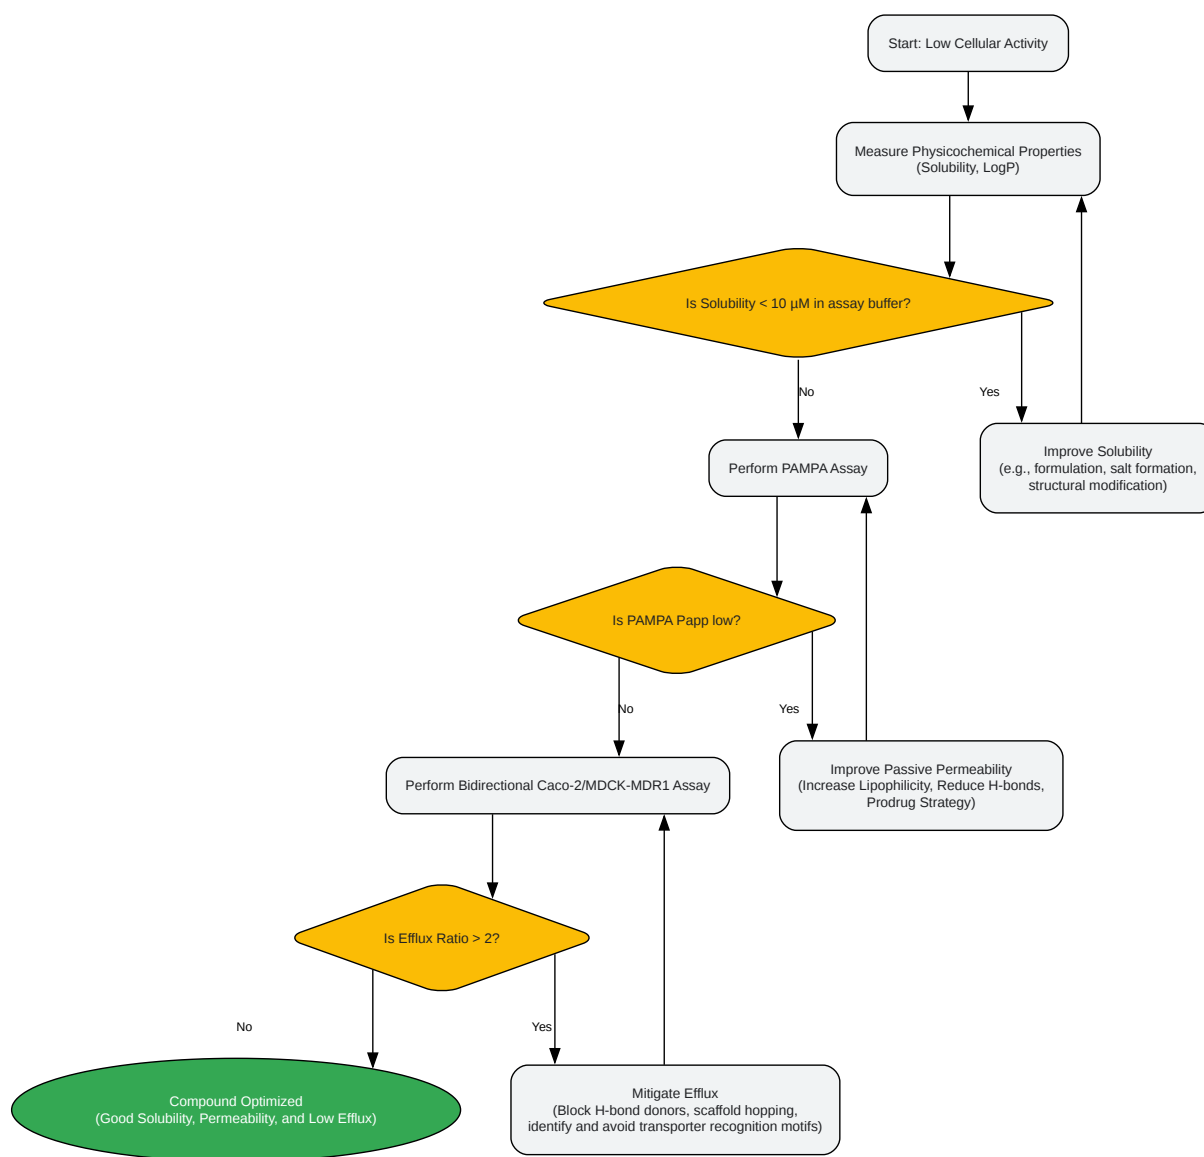 Start: Low Cellular Activity
Measure Physicochemical Properties
(Solubility, LogP)
Is Solubility < 10 µM in assay buffer?
No
Yes
Improve Solubility
(e.g., formulation, salt formation,
structural modification)
Perform PAMPA Assay
Is PAMPA Papp low?
No
Yes
Improve Passive Permeability
(Increase Lipophilicity, Reduce H-bonds,
Prodrug Strategy)
Perform Bidirectional Caco-2/MDCK-MDR1 Assay
Is Efflux Ratio > 2?
No
Yes
Compound Optimized
(Good Solubility, Permeability, and Low Efflux)
Mitigate Efflux
(Block H-bond donors, scaffold hopping,
identify and avoid transporter recognition motifs)